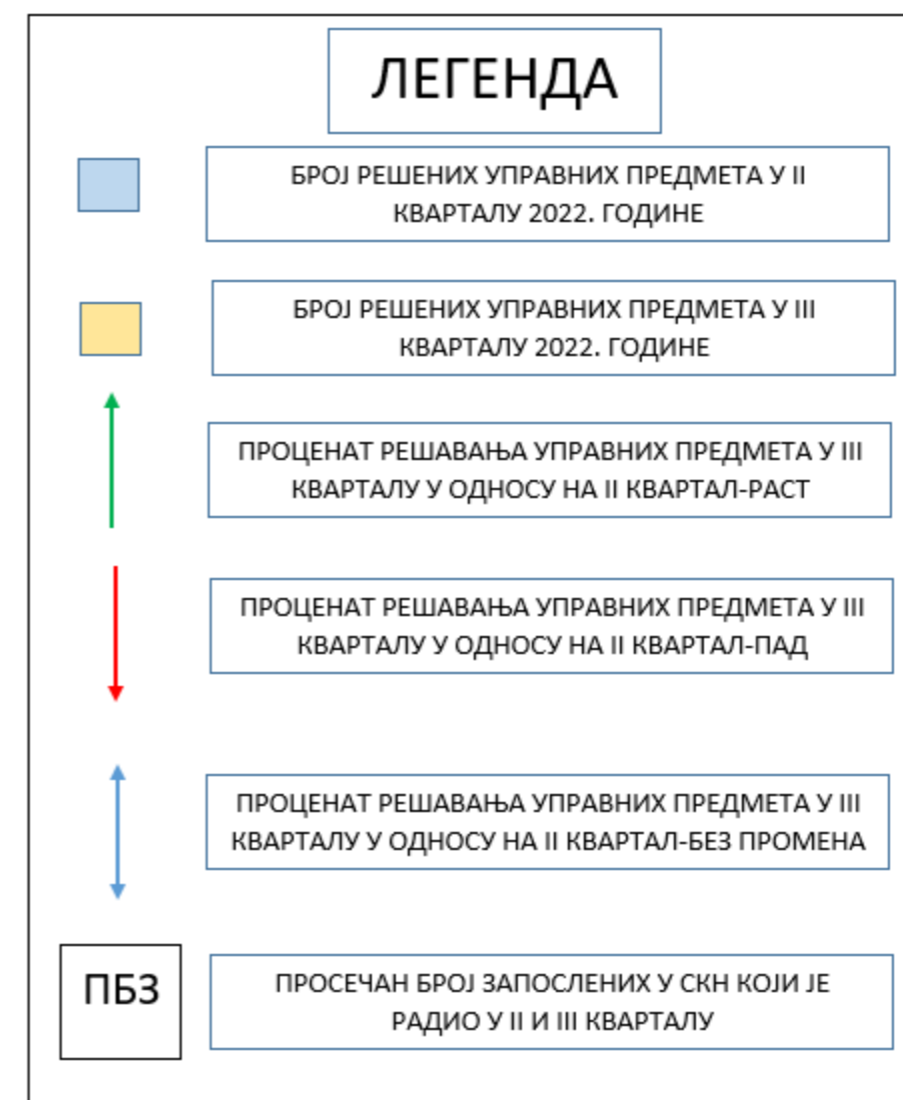 ЛЕГЕНДА
БРОЈ РЕШЕНИХ УПРАВНИХ ПРЕДМЕТА У II
КВАРТАЛУ 2022. ГОДИНЕ
БРОЈ РЕШЕНИХ УПРАВНИХ ПРЕДМЕТА У III
КВАРТАЛУ 2022. ГОДИНЕ
ПРОЦЕНАТ РЕШАВАЊА УПРАВНИХ ПРЕДМЕТА У III
КВАРТАЛУ У ОДНОСУ НА II КВАРТАЛ-РАСТ
ПРОЦЕНАТ РЕШАВАЊА УПРАВНИХ ПРЕДМЕТА У III
КВАРТАЛУ У ОДНОСУ НА II КВАРТАЛ-ПАД
ПРОЦЕНАТ РЕШАВАЊА УПРАВНИХ ПРЕДМЕТА У III
КВАРТАЛУ У ОДНОСУ НА II КВАРТАЛ-БЕЗ ПРОМЕНА
ПБЗ
ПРОСЕЧАН БРОЈ ЗАПОСЛЕНИХ У СКН КОЈИ ЈЕ
РАДИО У II И III КВАРТАЛУ